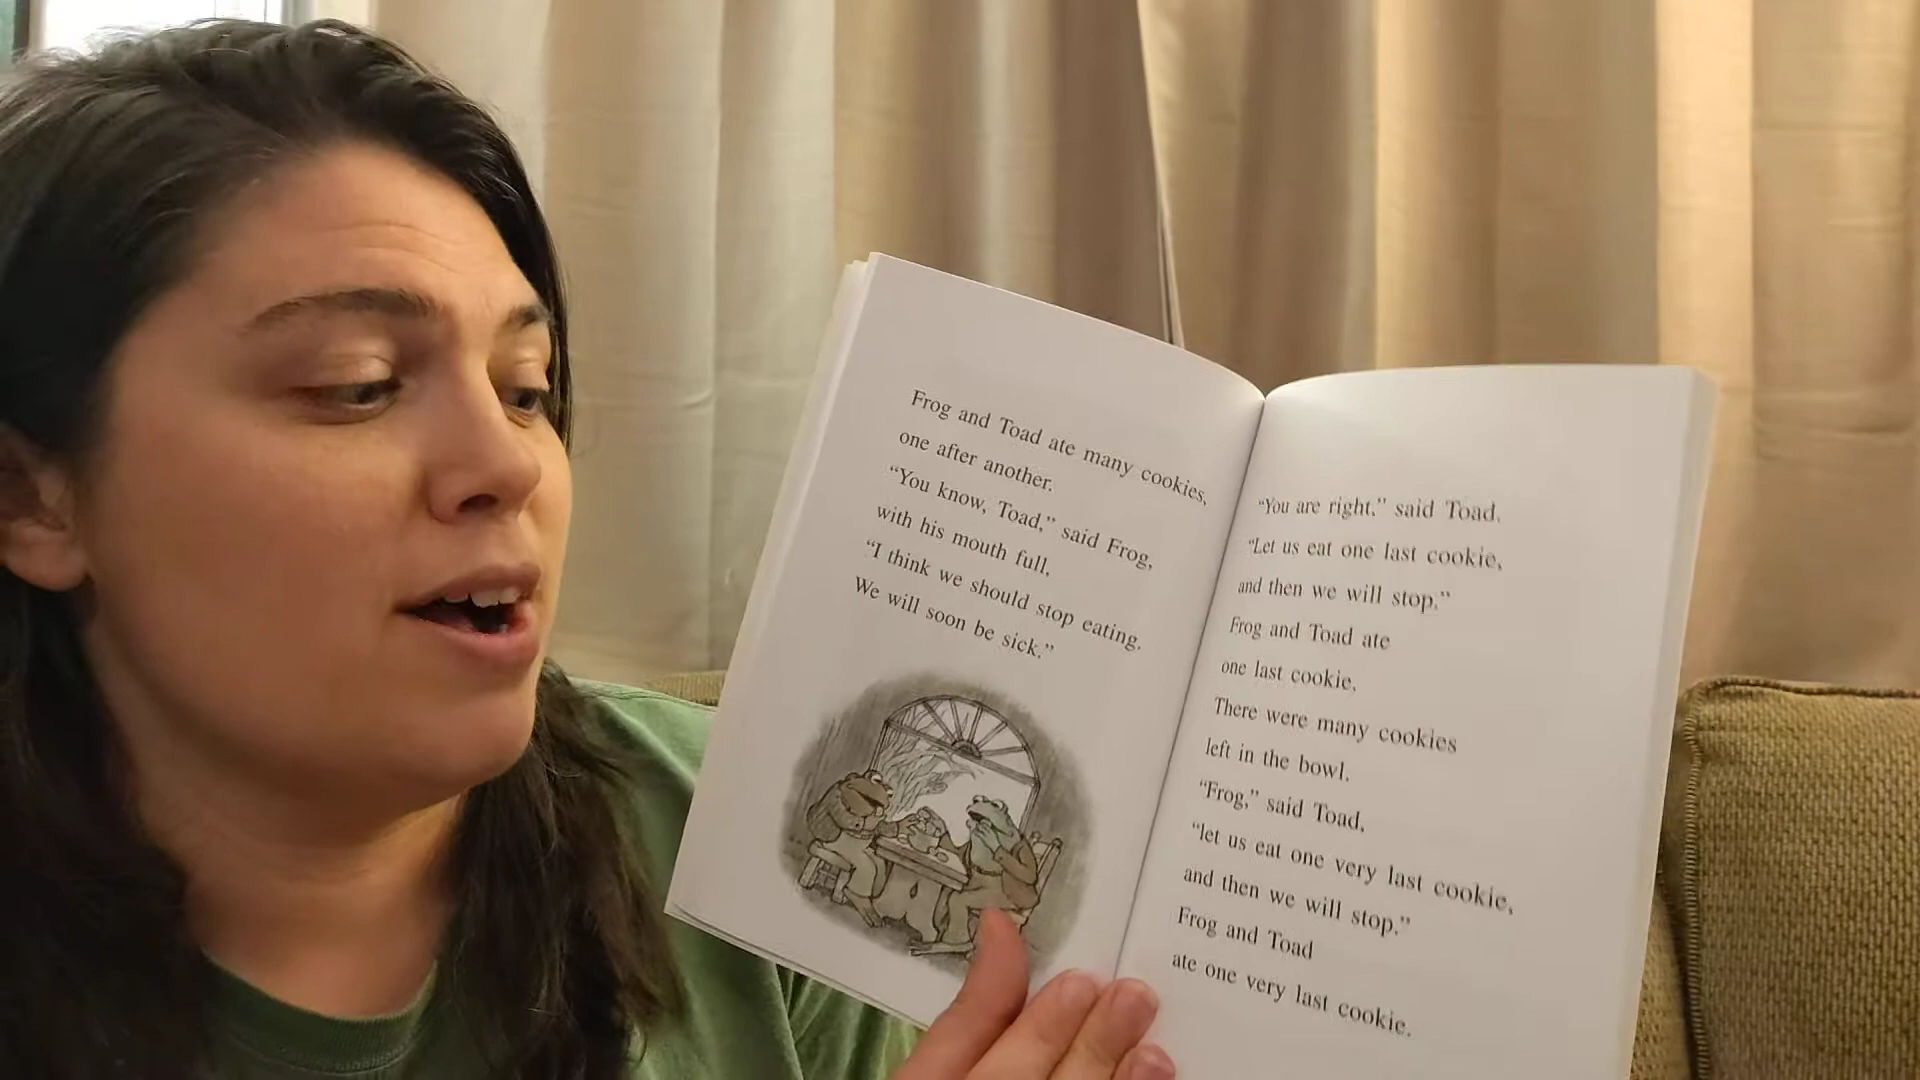 Frog and Toad ate many cookies,
one after another.
“You know, Toad,” said Frog,
with his mouth full,
“I think we should stop eating.
We will soon be sick.”
“You are right,” said Toad.
“Let us eat one last cookie,
and then we will stop.”
Frog and Toad ate
one last cookie.
There were many cookies
left in the bowl.
“Frog,” said Toad,
“let us eat one very last cookie,
and then we will stop.”
Frog and Toad
ate one very last cookie.